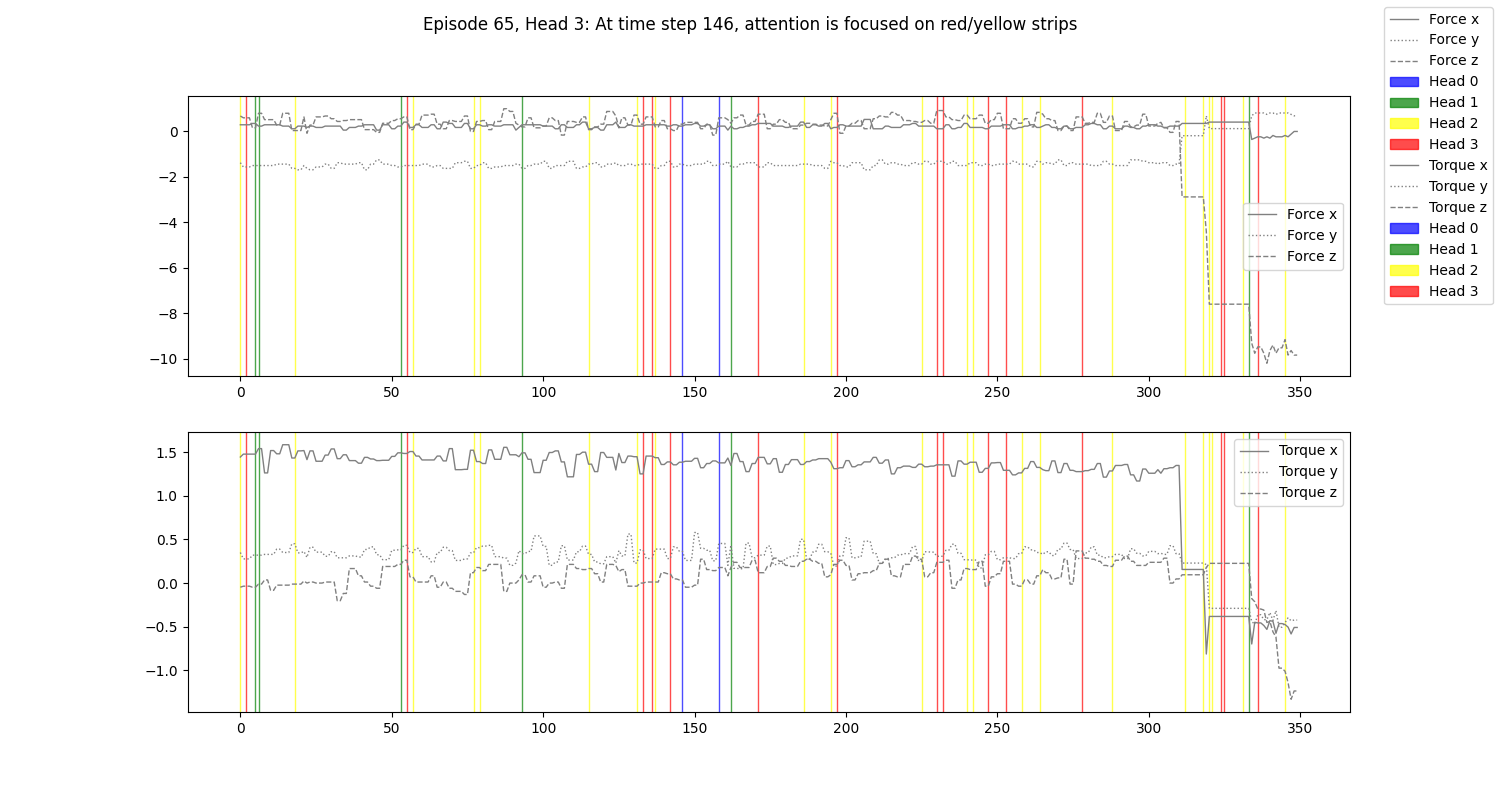 Episode 65, Head 3: At time step 146, attention is focused on red/yellow strips
Force x
Force y
Force z
Head 0
Head 1
Head 2
Head 3
Torque x
Torque y
Torque z
Head 0
Head 1
Head 2
Head 3
0
−2
−4
−6
−8
−10
Force x
Force y
Force z
0 50 100 150 200 250 300 350
1.5
1.0
0.5
0.0
−0.5
−1.0
Torque x
Torque y
Torque z
0 50 100 150 200 250 300 350